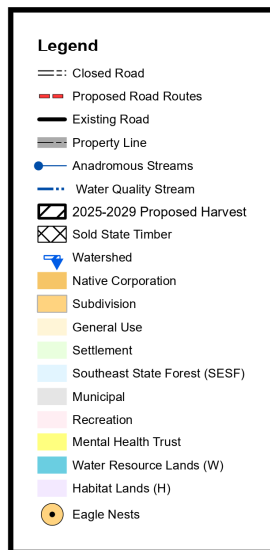 Legend
Closed Road
Proposed Road Routes
Existing Road
Property Line
Anadromous Streams
Water Quality Stream
2025-2029 Proposed Harvest
Sold State Timber
Watershed
Native Corporation
Subdivision
General Use
Settlement
Southeast State Forest (SESF)
Municipal
Recreation
Mental Health Trust
Water Resource Lands (W)
Habitat Lands (H)
Eagle Nests